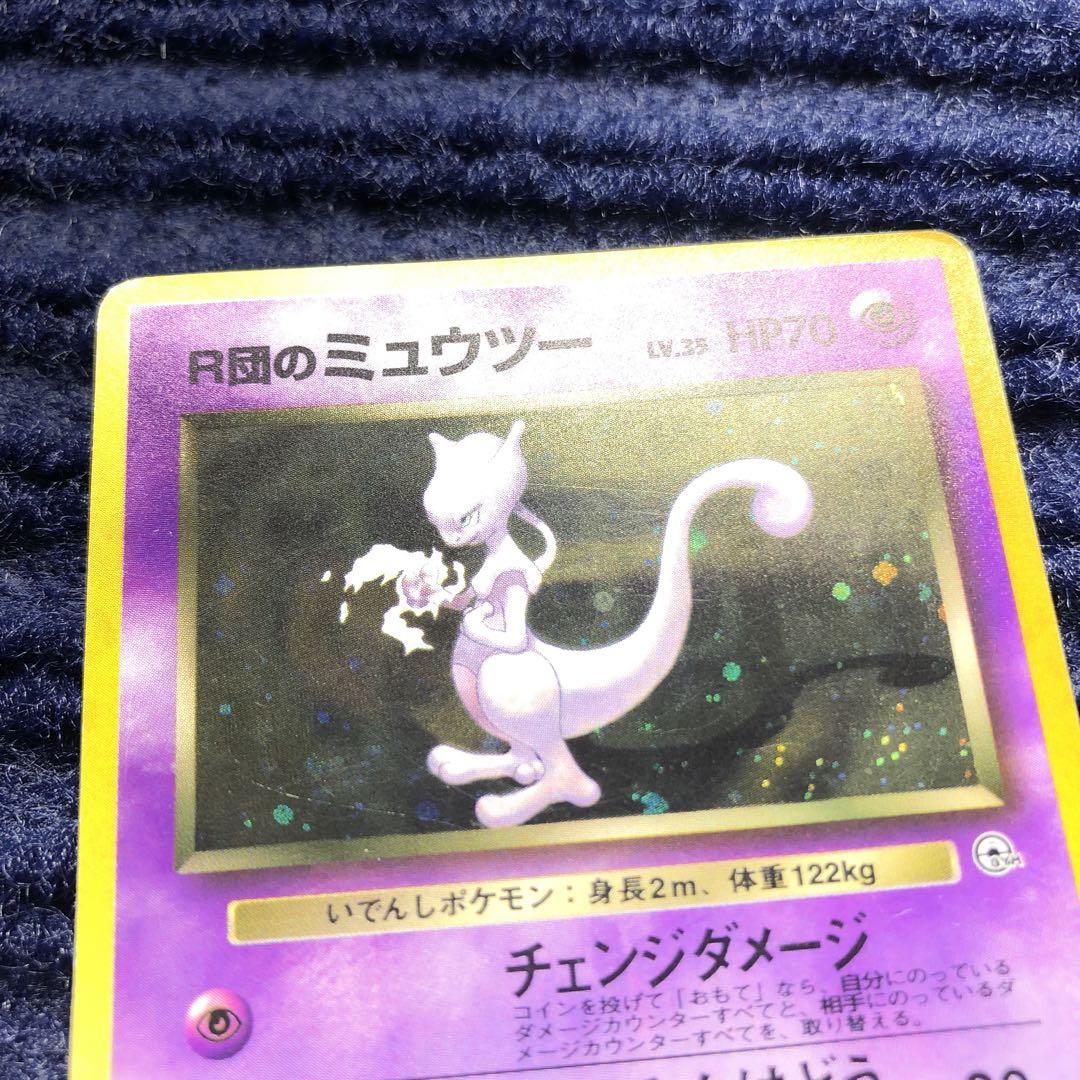 R団のミュウツー LV.35 HP70
GYM
いでんしポケモン：身長2m、体重122kg
チェンジダメージ
コインを投げて「おもて」なら、自分にのっている
ダメージカウンターすべてと、相手にのっているダ
メージカウンターすべてを、取り替える。